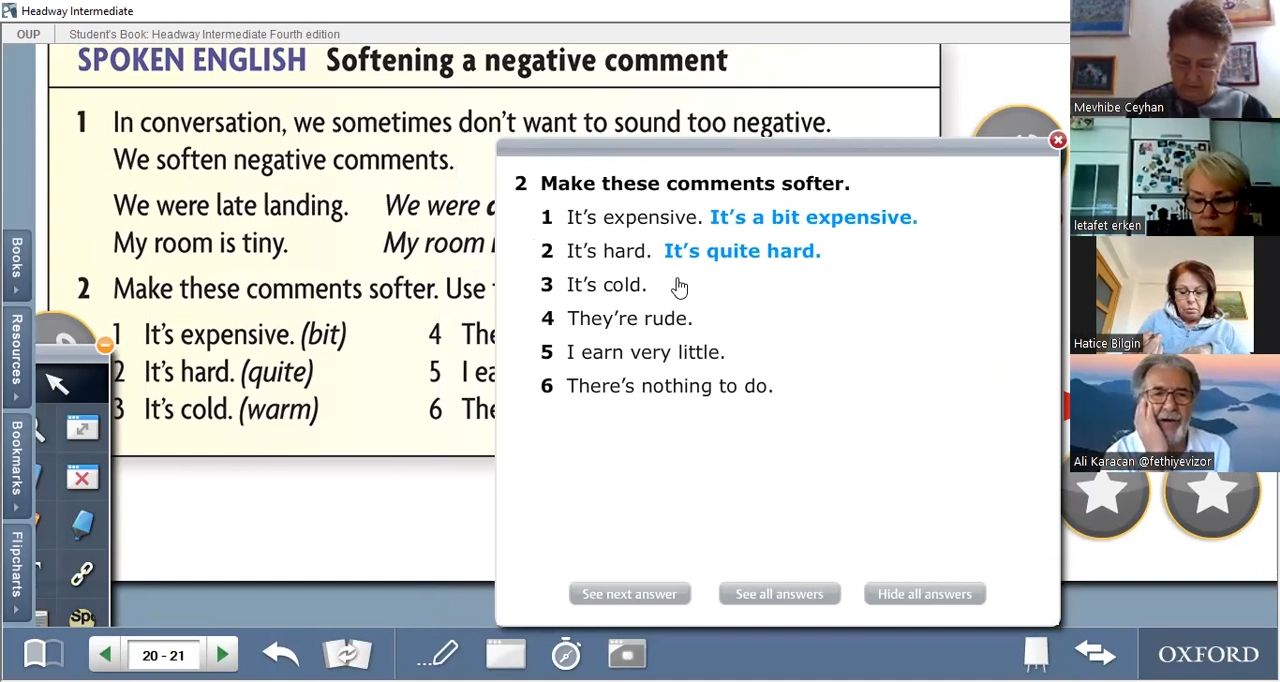 Headway Intermediate
OUP Student's Book: Headway Intermediate Fourth edition
SPOKEN ENGLISH Softening a negative comment
1 In conversation, we sometimes don't want to sound too negative.
We soften negative comments.
We were late landing. We were
My room is tiny. My room
2 Make these comments softer. Use
1 It's expensive. (bit)
2 It's hard. (quite)
3 It's cold. (warm)
4 The
5 I ea
6 The
2 Make these comments softer.
1 It's expensive. It's a bit expensive.
2 It's hard. It's quite hard.
3 It's cold.
4 They're rude.
5 I earn very little.
6 There's nothing to do.
See next answer
See all answers
Hide all answers
Books
Resources
Bookmarks
Flipcharts
Sp
20 - 21
OXFORD
Mevhibe Ceyhan
letafet erken
Hatice Bilgin
Ali Karacan @fethiyevizor